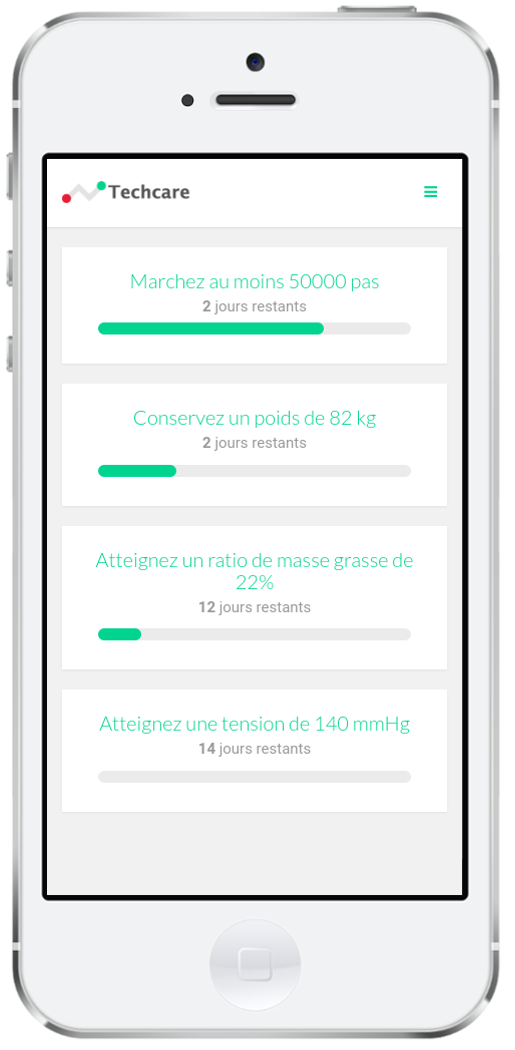 Techcare
Marchez au moins 50000 pas
2 jours restants
Conservez un poids de 82 kg
2 jours restants
Atteignez un ratio de masse grasse de
22%
12 jours restants
Atteignez une tension de 140 mmHg
14 jours restants